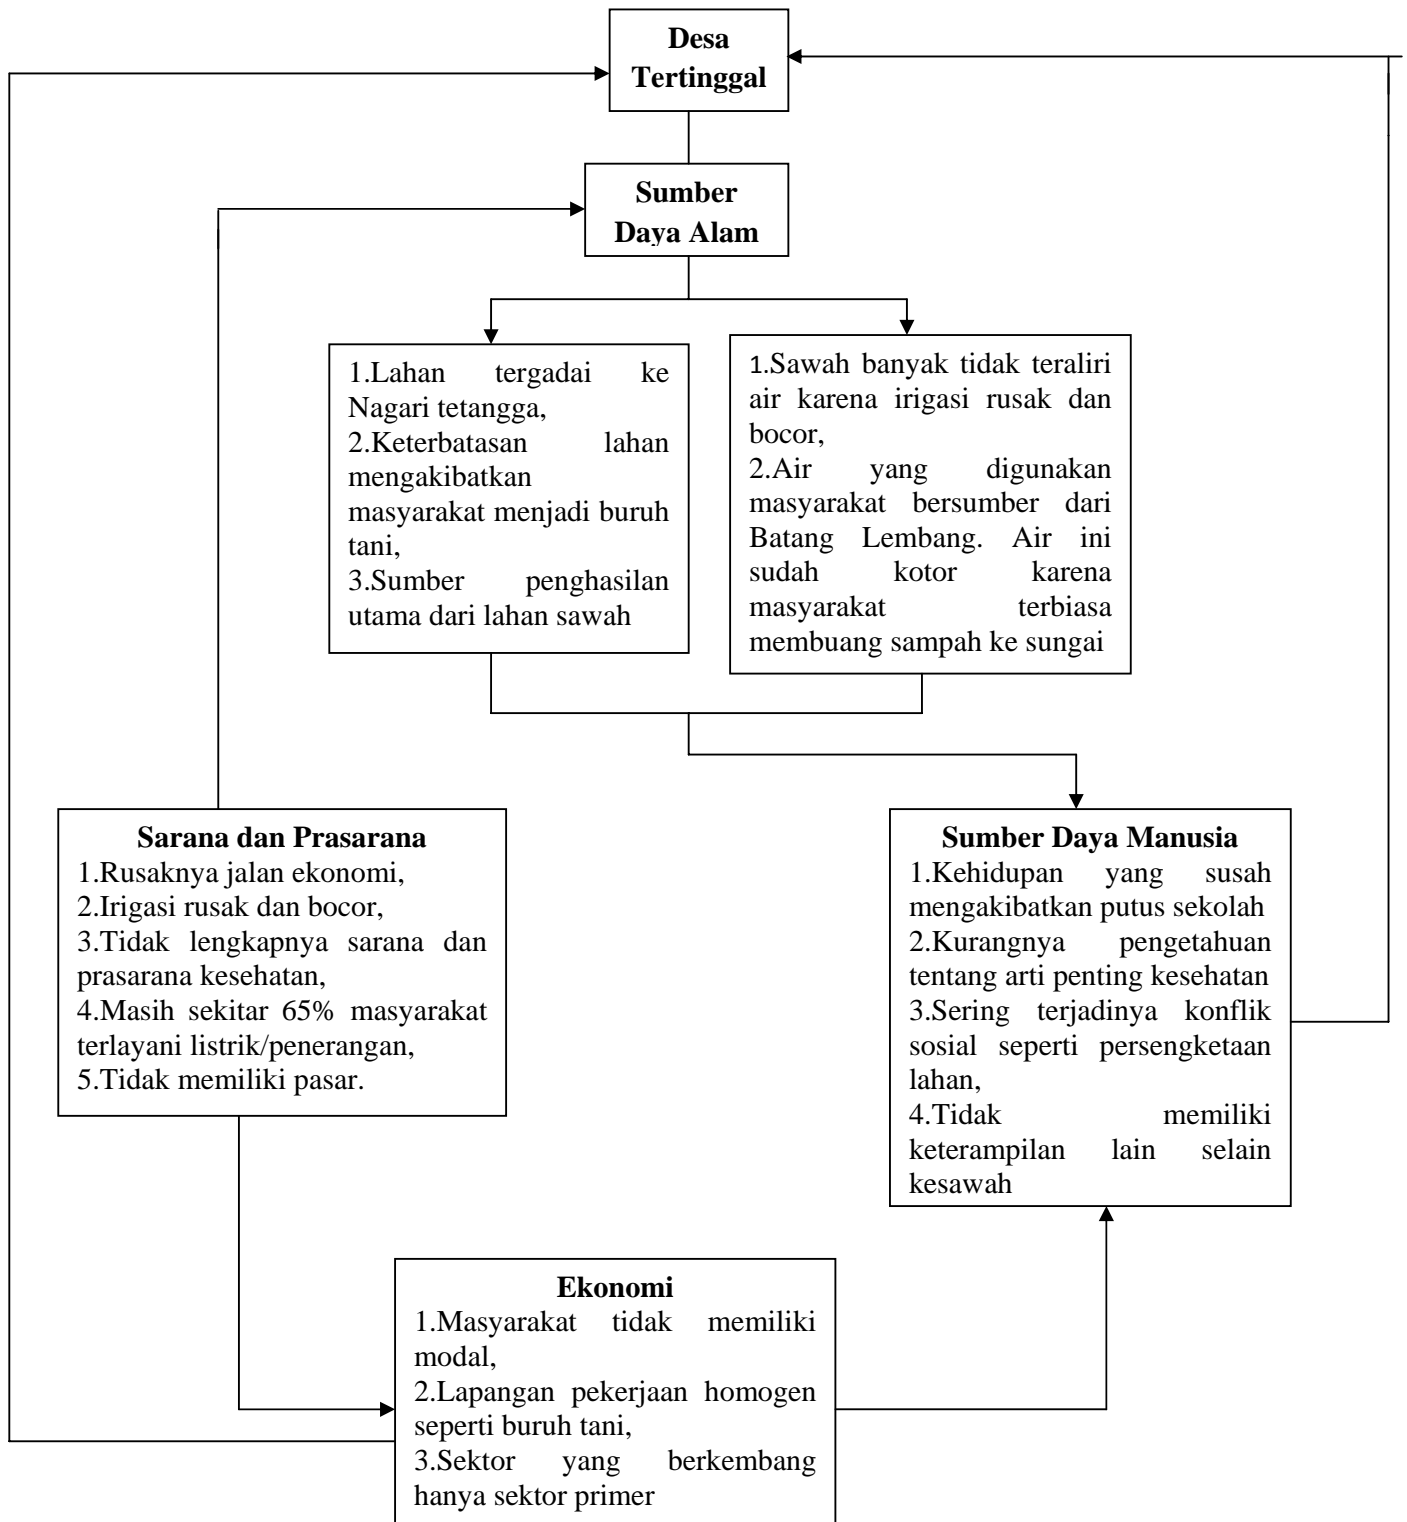 Desa
Tertinggal
Sumber
Daya Alam
1.Lahan tergadai ke
Nagari tetangga,
2.Keterbatasan lahan
mengakibatkan
masyarakat menjadi buruh
tani,
3.Sumber penghasilan
utama dari lahan sawah
1.Sawah banyak tidak teraliri
air karena irigasi rusak dan
bocor,
2.Air yang digunakan
masyarakat bersumber dari
Batang Lembang. Air ini
sudah kotor karena
masyarakat terbiasa
membuang sampah ke sungai
Sarana dan Prasarana
1.Rusaknya jalan ekonomi,
2.Irigasi rusak dan bocor,
3.Tidak lengkapnya sarana dan
prasarana kesehatan,
4.Masih sekitar 65% masyarakat
terlayani listrik/penerangan,
5.Tidak memiliki pasar.
Sumber Daya Manusia
1.Kehidupan yang susah
mengakibatkan putus sekolah
2.Kurangnya pengetahuan
tentang arti penting kesehatan
3.Sering terjadinya konflik
sosial seperti persengketaan
lahan,
4.Tidak memiliki
keterampilan lain selain
kesawah
Ekonomi
1.Masyarakat tidak memiliki
modal,
2.Lapangan pekerjaan homogen
seperti buruh tani,
3.Sektor yang berkembang
hanya sektor primer